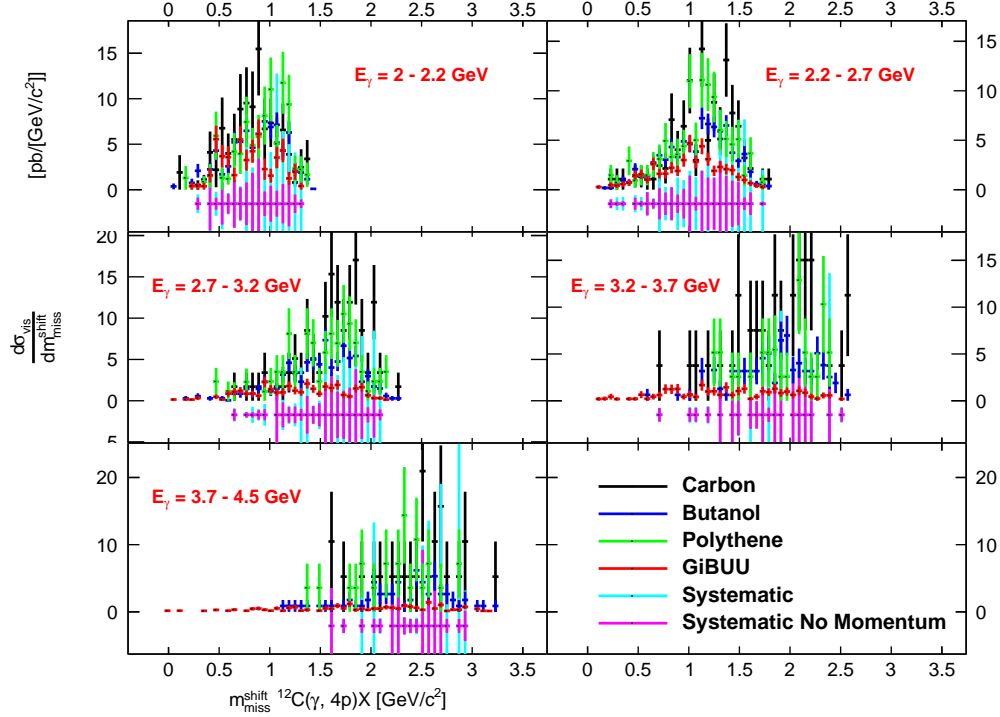 0 0.5 1 1.5 2 2.5 3 3.5 0 0.5 1 1.5 2 2.5 3 3.5
[pb/[GeV/c²]]
15
10
5
0
E_γ = 2 - 2.2 GeV
E_γ = 2.2 - 2.7 GeV
15
10
5
0
dσ_vis
dm^shift_miss
20
15
10
5
0
5
E_γ = 2.7 - 3.2 GeV
E_γ = 3.2 - 3.7 GeV
15
10
5
0
20
10
0
E_γ = 3.7 - 4.5 GeV
Carbon
Butanol
Polythene
GiBUU
Systematic
Systematic No Momentum
20
10
0
0 0.5 1 1.5 2 2.5 3 3.5 0 0.5 1 1.5 2 2.5 3 3.5
m^shift_miss ¹²C(γ, 4p)X [GeV/c²]